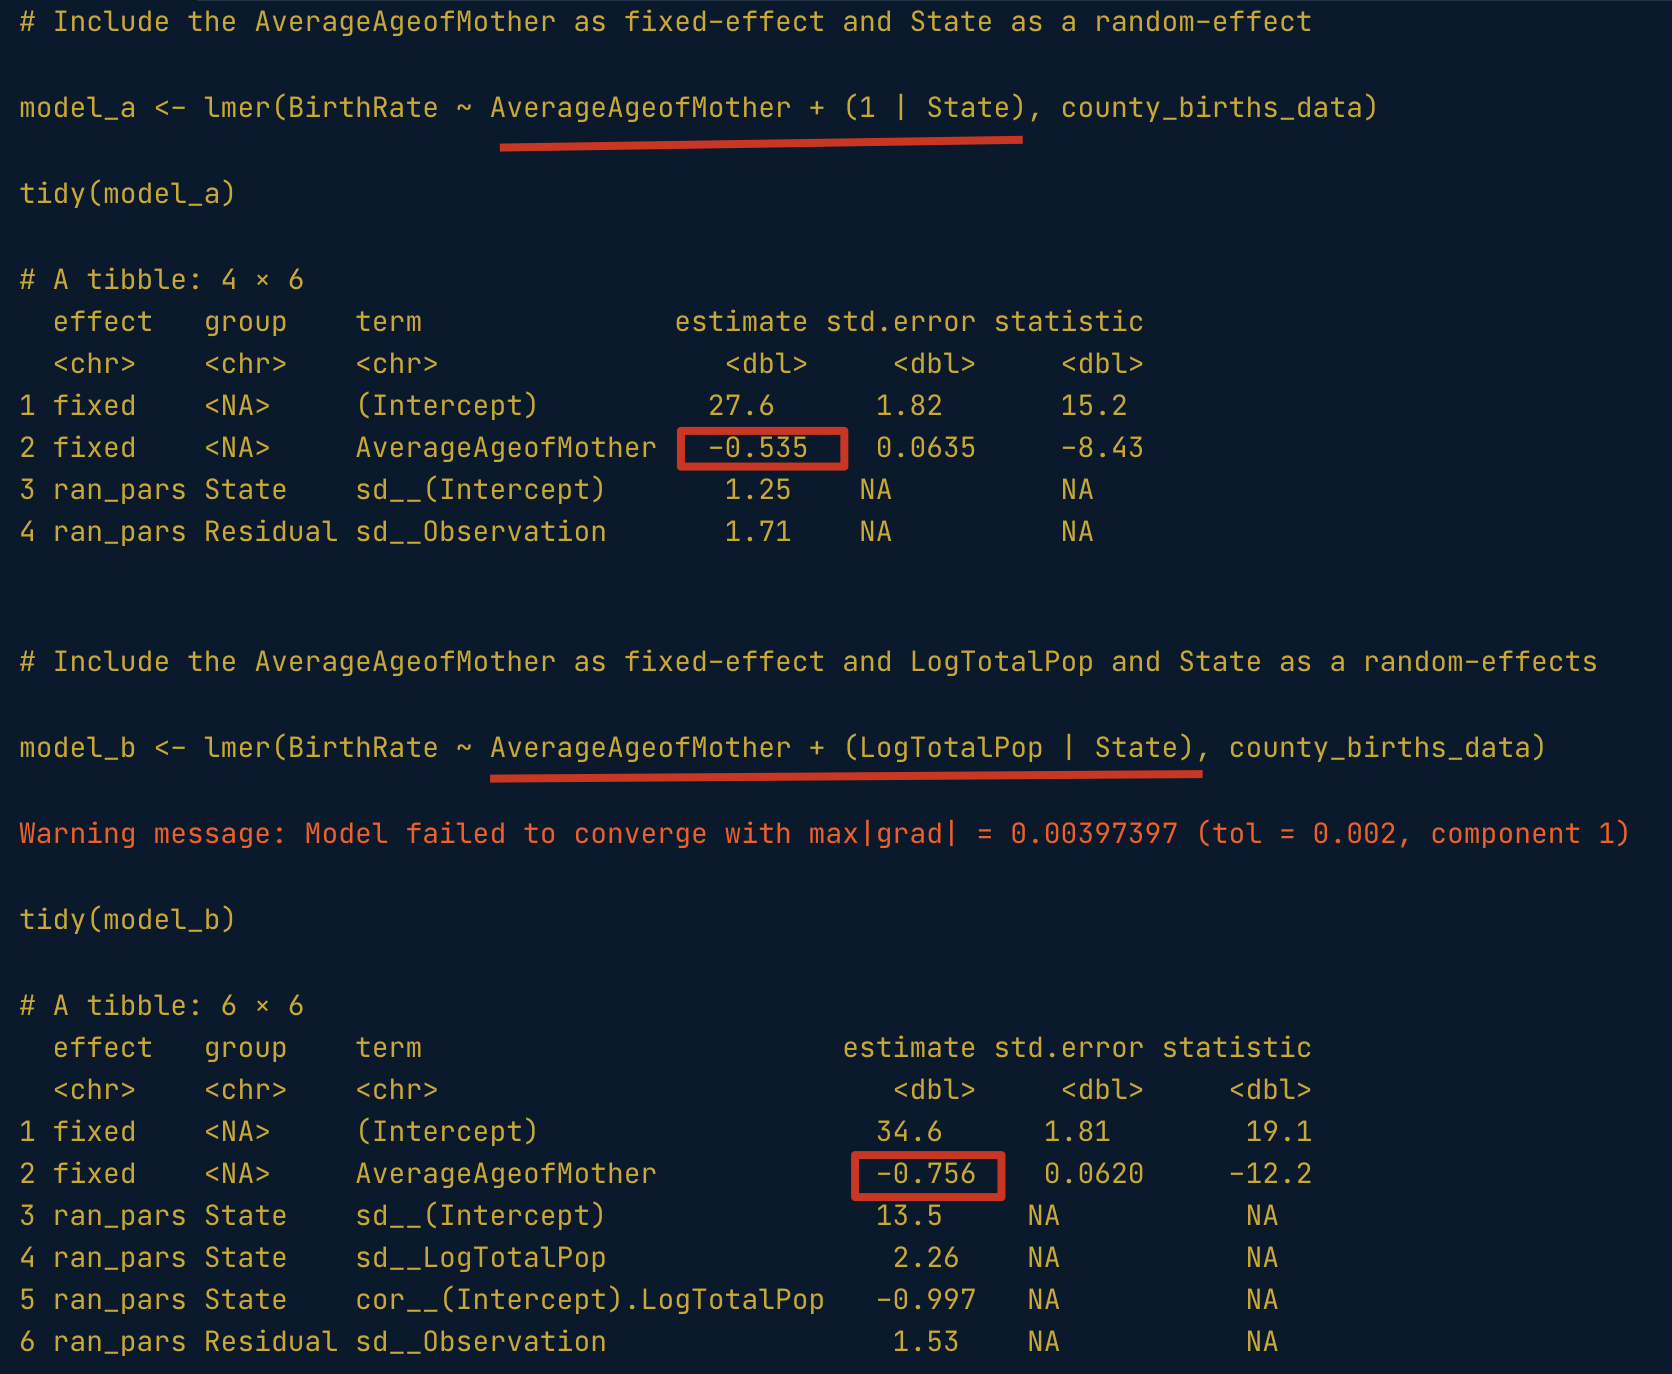 # Include the AverageAgeofMother as fixed-effect and State as a random-effect
model_a <- lmer(BirthRate ~ AverageAgeofMother + (1 | State), county_births_data)
tidy(model_a)
# A tibble: 4 × 6
  effect   group    term               estimate std.error statistic
  <chr>    <chr>    <chr>                 <dbl>     <dbl>     <dbl>
1 fixed    <NA>     (Intercept)          27.6      1.82       15.2
2 fixed    <NA>     AverageAgeofMother   -0.535    0.0635     -8.43
3 ran_pars State    sd__(Intercept)       1.25    NA          NA
4 ran_pars Residual sd__Observation       1.71    NA          NA
# Include the AverageAgeofMother as fixed-effect and LogTotalPop and State as a random-effects
model_b <- lmer(BirthRate ~ AverageAgeofMother + (LogTotalPop | State), county_births_data)
Warning message: Model failed to converge with max|grad| = 0.00397397 (tol = 0.002, component 1)
tidy(model_b)
# A tibble: 6 × 6
  effect   group    term                         estimate std.error statistic
  <chr>    <chr>    <chr>                           <dbl>     <dbl>     <dbl>
1 fixed    <NA>     (Intercept)                    34.6      1.81        19.1
2 fixed    <NA>     AverageAgeofMother             -0.756    0.0620     -12.2
3 ran_pars State    sd__(Intercept)                13.5     NA           NA
4 ran_pars State    sd__LogTotalPop                 2.26    NA           NA
5 ran_pars State    cor__(Intercept).LogTotalPop   -0.997   NA           NA
6 ran_pars Residual sd__Observation                 1.53    NA           NA